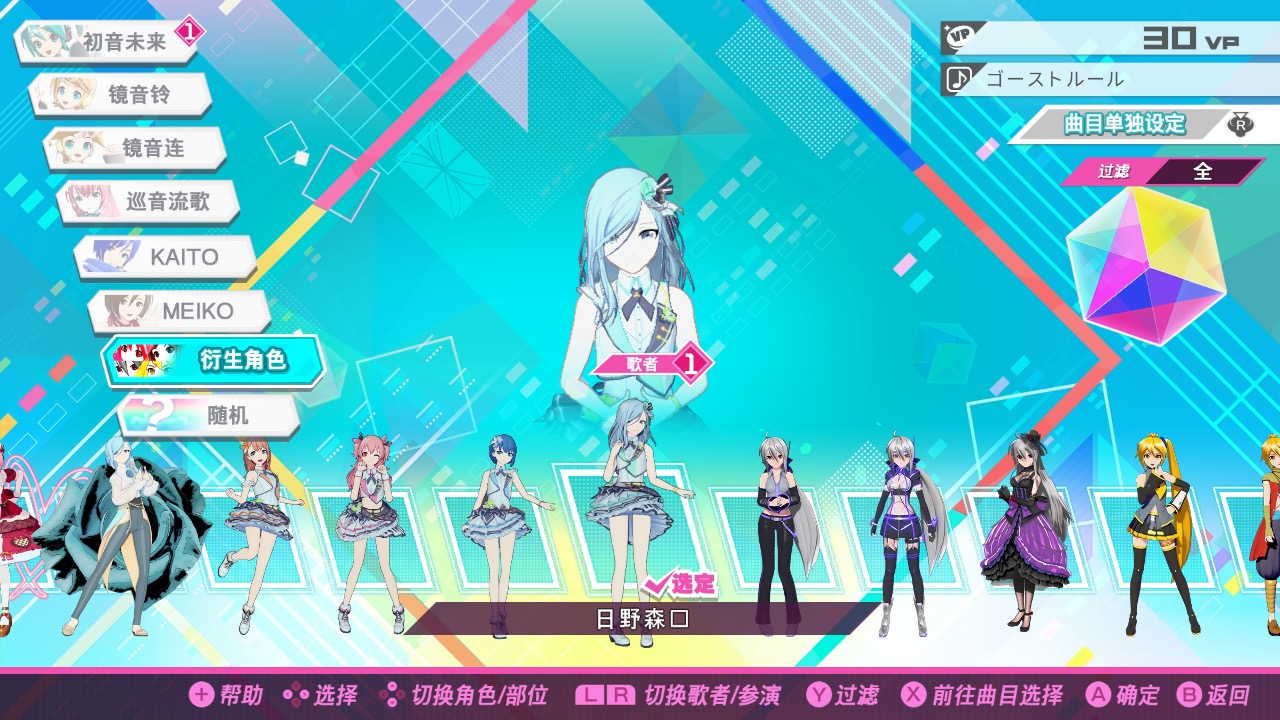 初音未来
1
镜音铃
镜音连
巡音流歌
KAITO
MEIKO
衍生角色
?
随机
VP
30 VP
ゴーストルール
曲目单独设定
R
过滤 全
歌者 1
选定
日野森口
+ 帮助 选择 切换角色/部位 L R 切换歌者/参演 Y 过滤 X 前往曲目选择 A 确定 B 返回